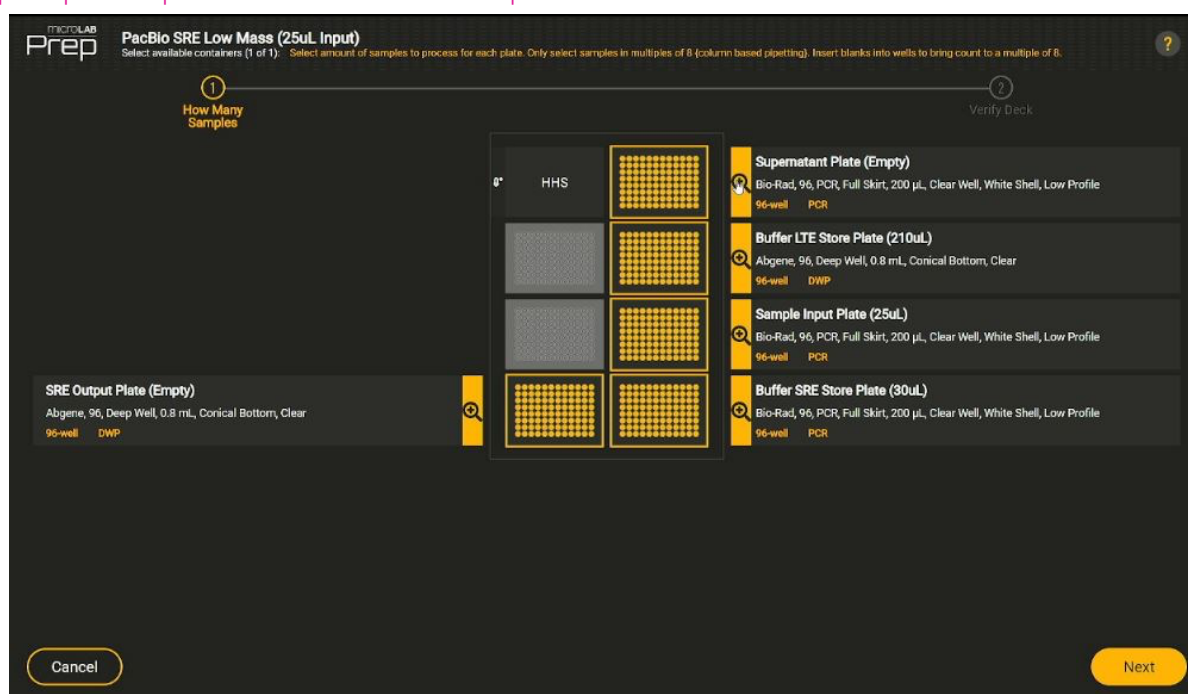 microLAB
Prep
PacBio SRE Low Mass (25uL Input)
Select available containers (1 of 1): Select amount of samples to process for each plate. Only select samples in multiples of 8 (column based pipetting). Insert blanks into wells to bring count to a multiple of 8.
?
1
How Many
Samples
2
Verify Deck
HHS
Supernatant Plate (Empty)
Bio-Rad, 96, PCR, Full Skirt, 200 µL, Clear Well, White Shell, Low Profile
96-well PCR
Buffer LTE Store Plate (210uL)
Abgene, 96, Deep Well, 0.8 mL, Conical Bottom, Clear
96-well DWP
Sample Input Plate (25uL)
Bio-Rad, 96, PCR, Full Skirt, 200 µL, Clear Well, White Shell, Low Profile
96-well PCR
SRE Output Plate (Empty)
Abgene, 96, Deep Well, 0.8 mL, Conical Bottom, Clear
96-well DWP
Buffer SRE Store Plate (30uL)
Bio-Rad, 96, PCR, Full Skirt, 200 µL, Clear Well, White Shell, Low Profile
96-well PCR
Cancel
Next